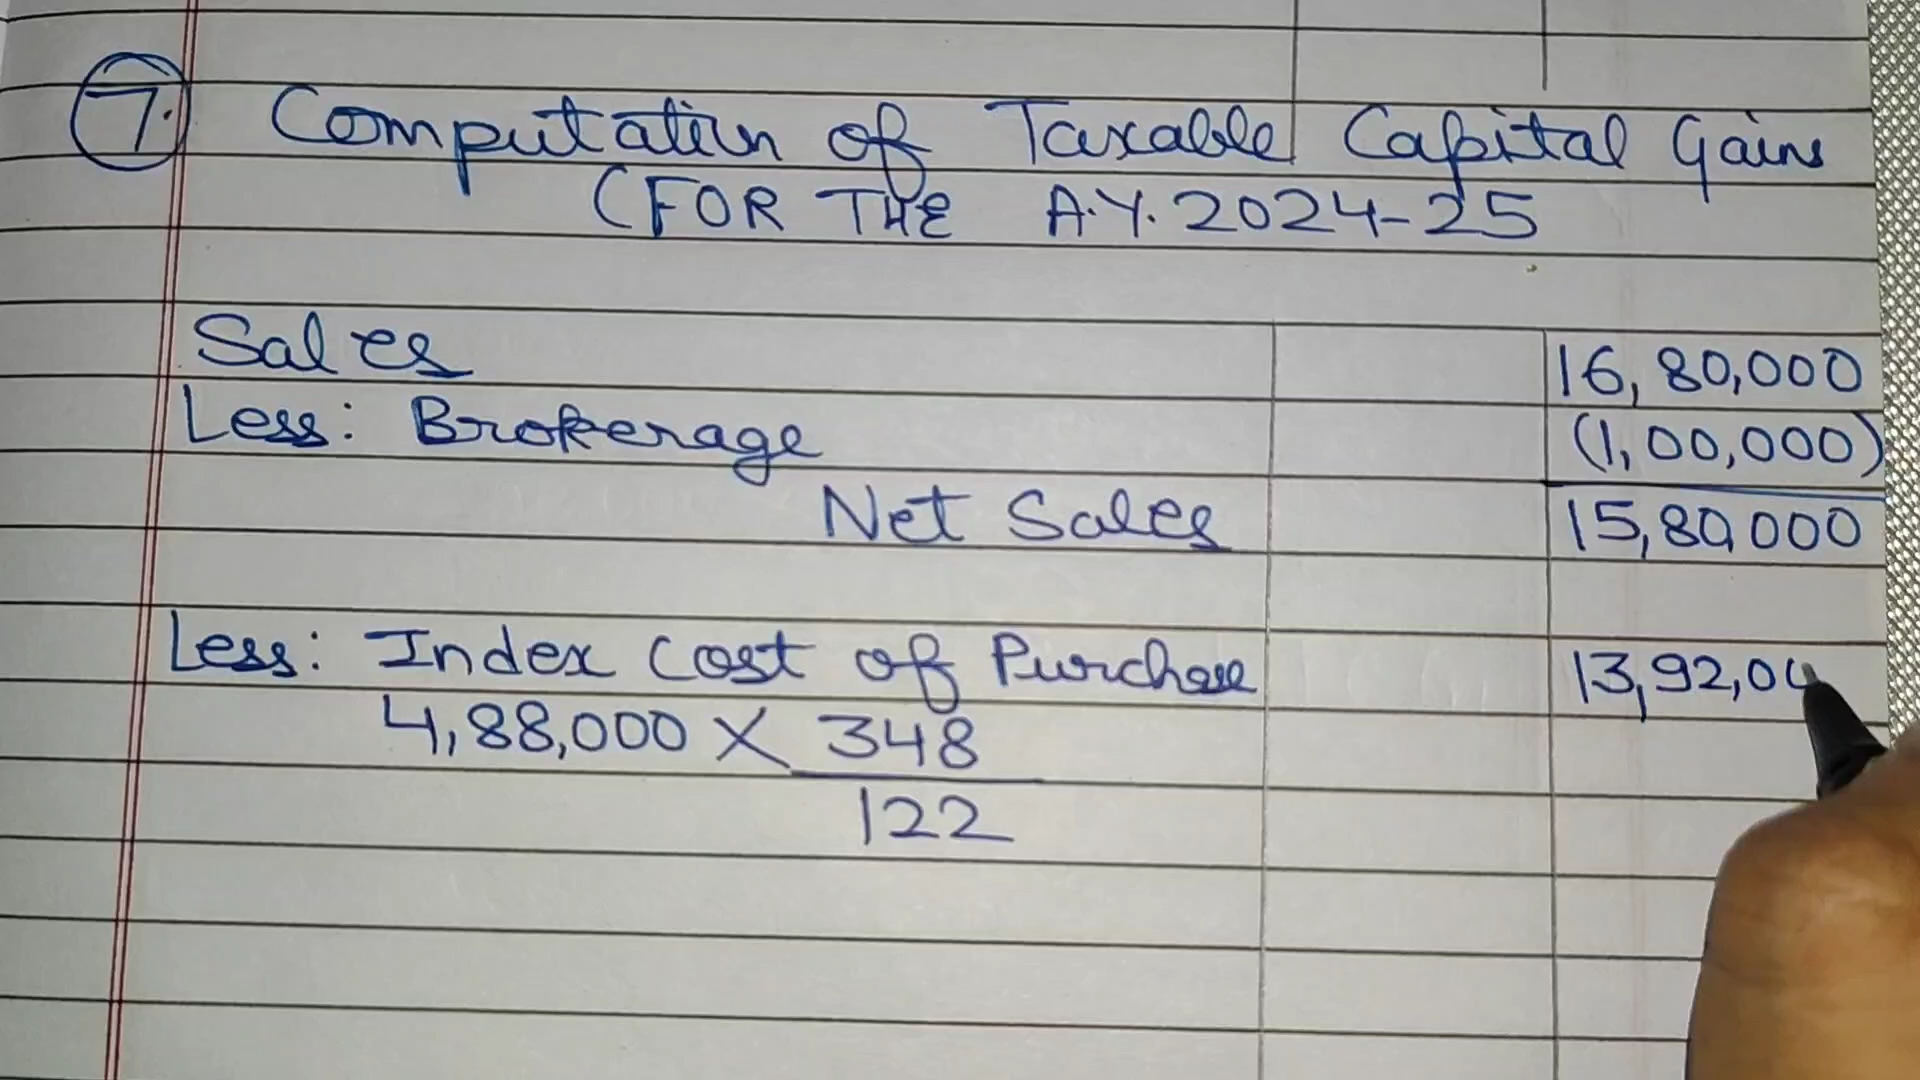 7. Computation of Taxable Capital Gains
(FOR THE A.Y. 2024-25
Sales 16,80,000
Less: Brokerage (1,00,000)
Net Sales 15,80,000
Less: Index Cost of Purchase 13,92,04
4,88,000 X 348
122